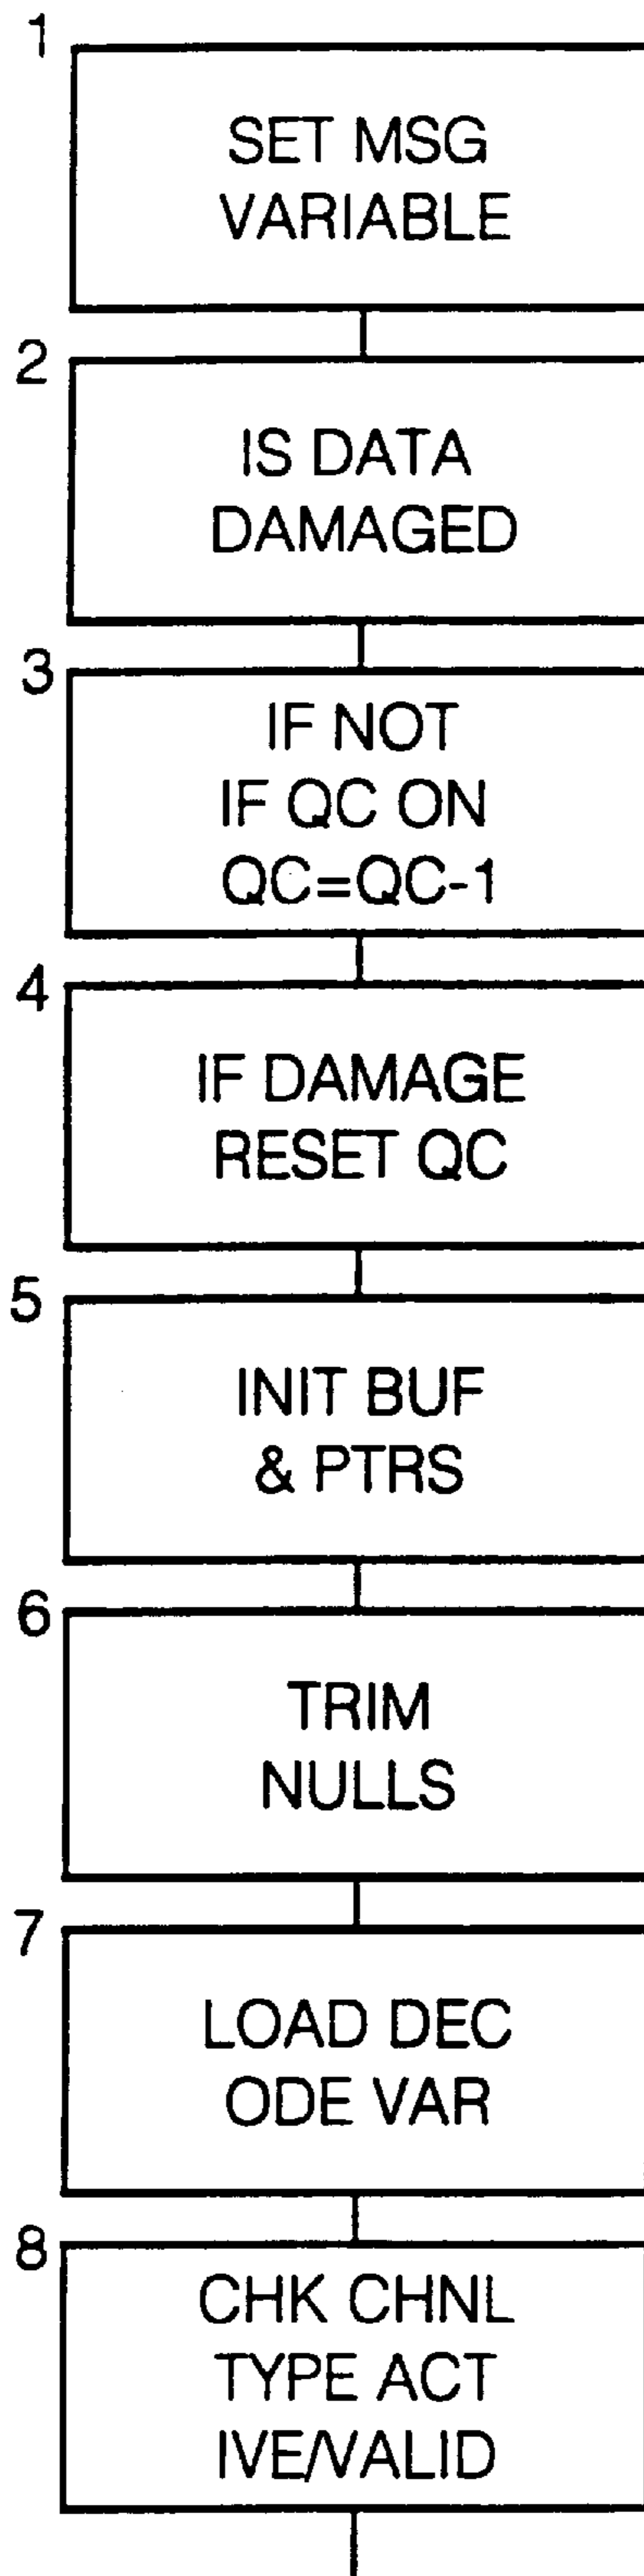 1
SET MSG
VARIABLE
2
IS DATA
DAMAGED
3
IF NOT
IF QC ON
QC=QC-1
4
IF DAMAGE
RESET QC
5
INIT BUF
& PTRS
6
TRIM
NULLS
7
LOAD DEC
ODE VAR
8
CHK CHNL
TYPE ACT
IVE/VALID